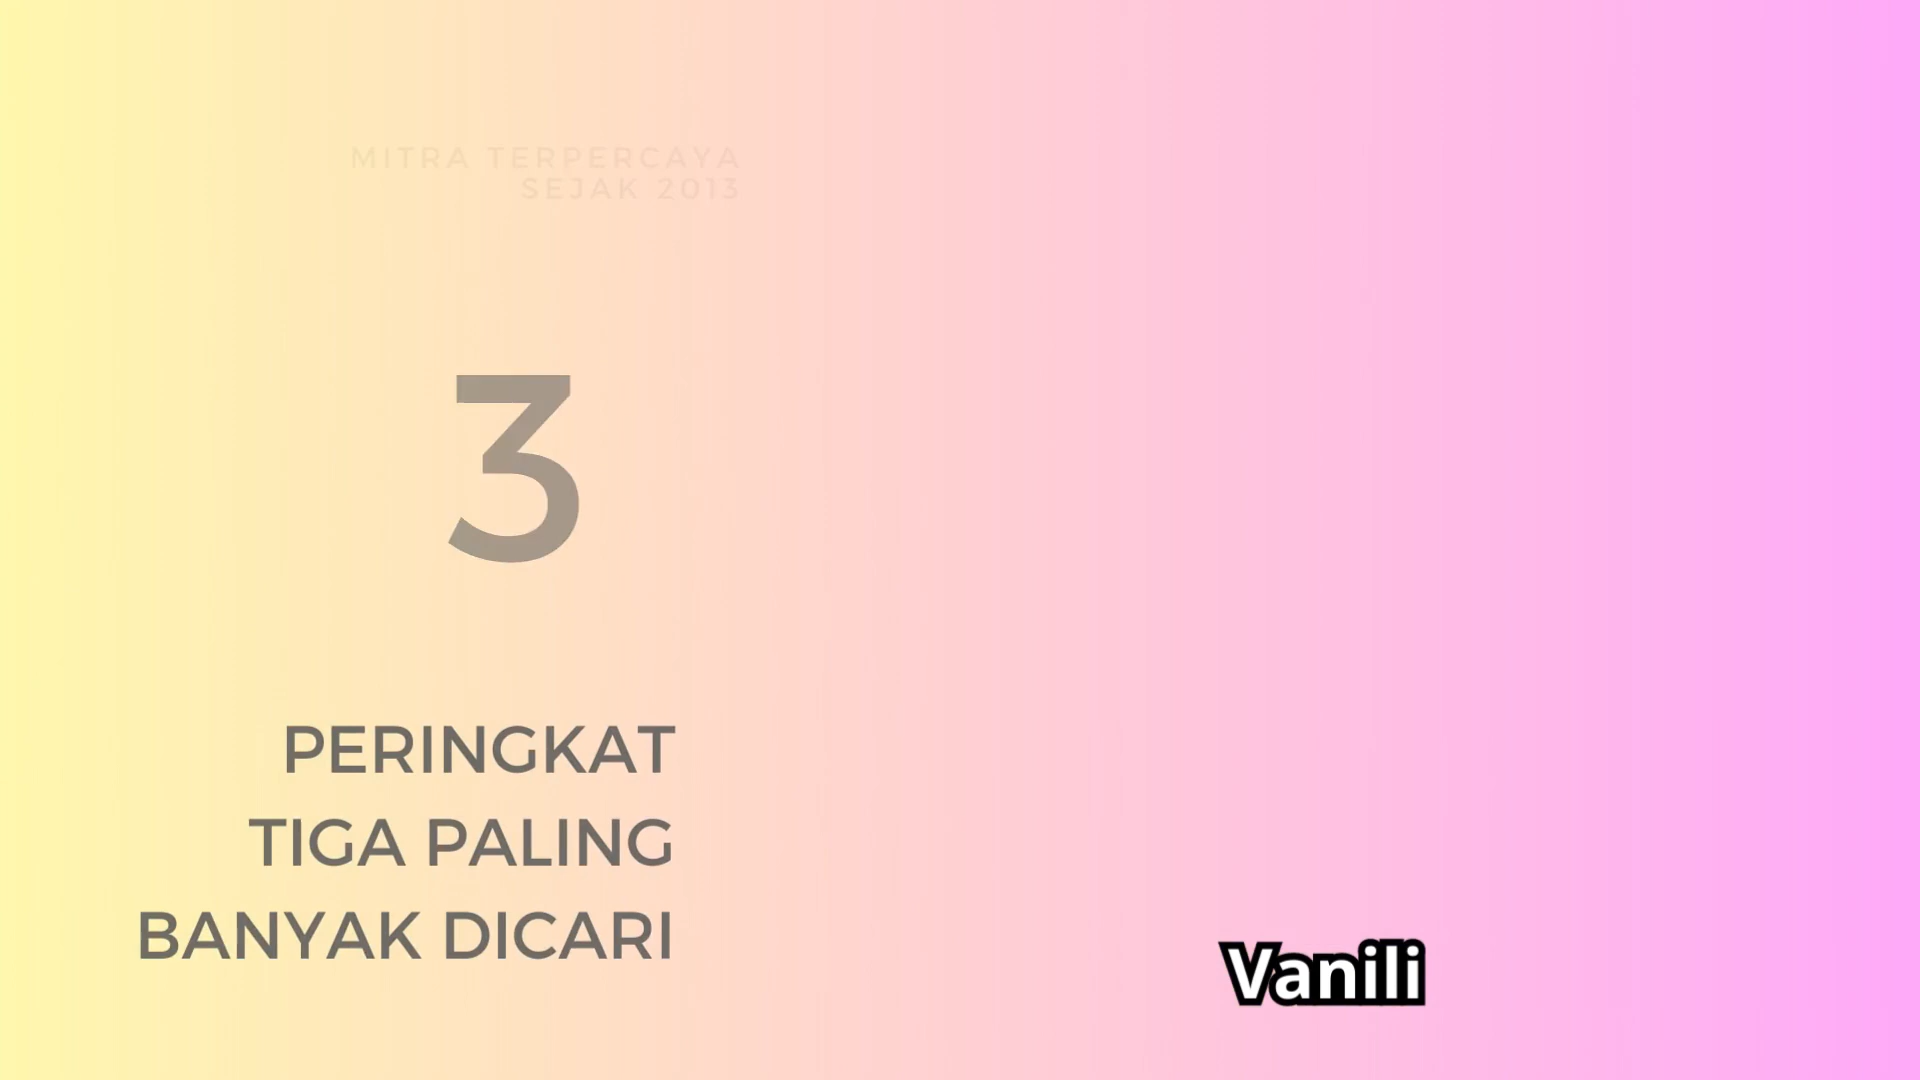 MITRA TERPERCAYA
SEJAK 2013
3
PERINGKAT
TIGA PALING
BANYAK DICARI
Vanili